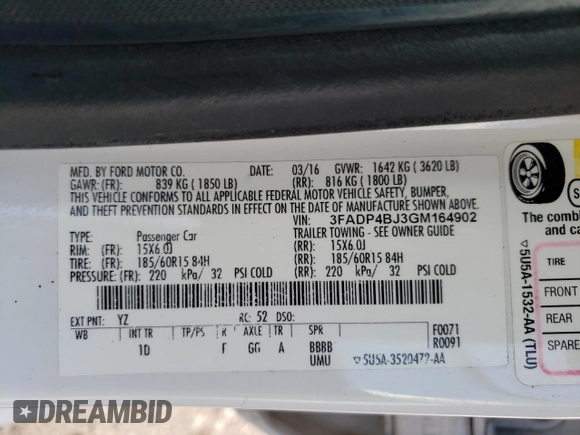 MFD. BY FORD MOTOR CO. DATE: 03/16 GVWR: 1642 KG ( 3620 LB)
GAWR: (FR): 839 KG ( 1850 LB) (RR): 816 KG ( 1800 LB)
THIS VEHICLE CONFORMS TO ALL APPLICABLE FEDERAL MOTOR VEHICLE SAFETY, BUMPER,
AND THEFT PREVENTION STANDARDS IN EFFECT ON THE DATE OF MANUFACTURE SHOWN ABOVE.
VIN: 3FADP4BJ3GM164902
TYPE: Passenger Car TRAILER TOWING - SEE OWNER GUIDE
RIM: (FR): 15X6.0J (RR): 15X6.0J
TIRE: (FR): 185/60R15 84H (RR): 185/60R15 84H
PRESSURE: (FR): 220 kPa/ 32 PSI COLD (RR): 220 kPa/ 32 PSI COLD
EXT PNT: YZ RC: 52 DSO:
WB INT TR TP/PS R AXLE TR SPR F0071
R0091
1D F GG A BBBB
UMU ▽5U5A-3520472-AA
The combin
and ca
TIRE
FRONT
REAR
SPARE
▽5U5A-1532-AA (TLU)
DREAMBID